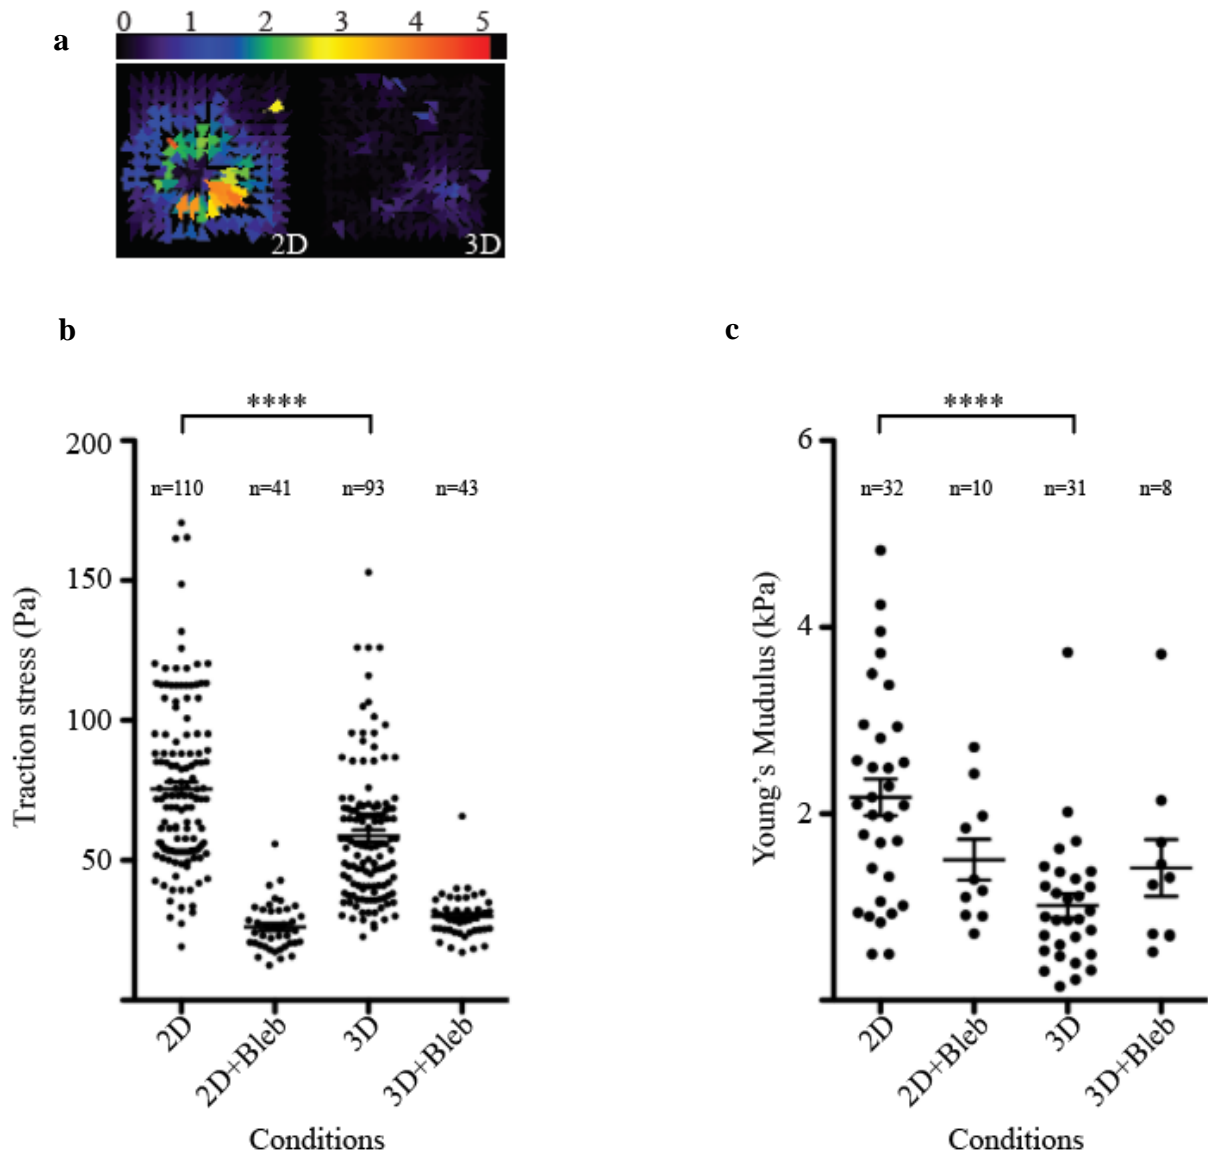 a
0 1 2 3 4 5
2D 3D
b
****
200
n=110 n=41 n=93 n=43
150
100
50
Traction stress (Pa)
2D 2D+Bleb 3D 3D+Bleb
Conditions
c
****
6
n=32 n=10 n=31 n=8
4
2
Young's Mudulus (kPa)
2D 2D+Bleb 3D 3D+Bleb
Conditions